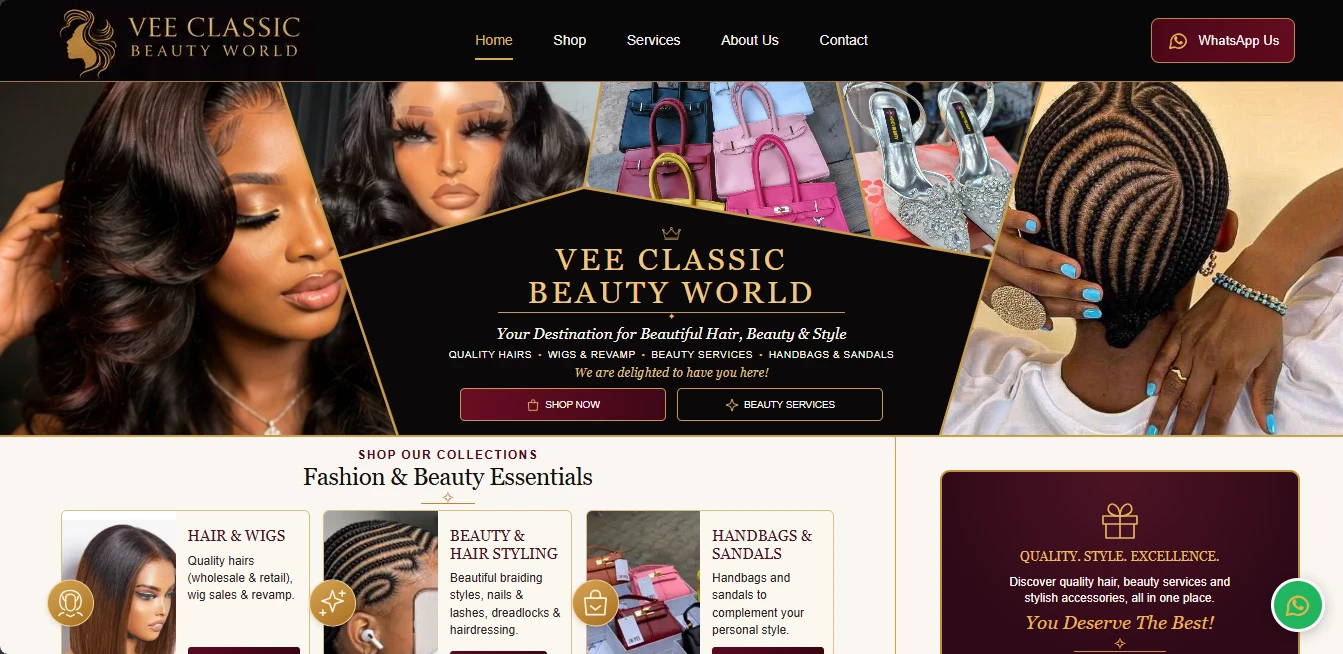 VEE CLASSIC
BEAUTY WORLD
Home
Shop
Services
About Us
Contact
WhatsApp Us
VEE CLASSIC
BEAUTY WORLD
Your Destination for Beautiful Hair, Beauty & Style
QUALITY HAIRS • WIGS & REVAMP • BEAUTY SERVICES • HANDBAGS & SANDALS
We are delighted to have you here!
SHOP NOW
BEAUTY SERVICES
SHOP OUR COLLECTIONS
Fashion & Beauty Essentials
HAIR & WIGS
Quality hairs
(wholesale & retail),
wig sales & revamp.
BEAUTY &
HAIR STYLING
Beautiful braiding
styles, nails &
lashes, dreadlocks &
hairdressing.
HANDBAGS &
SANDALS
Handbags and
sandals to
complement your
personal style.
QUALITY. STYLE. EXCELLENCE.
Discover quality hair, beauty services and
stylish accessories, all in one place.
You Deserve The Best!